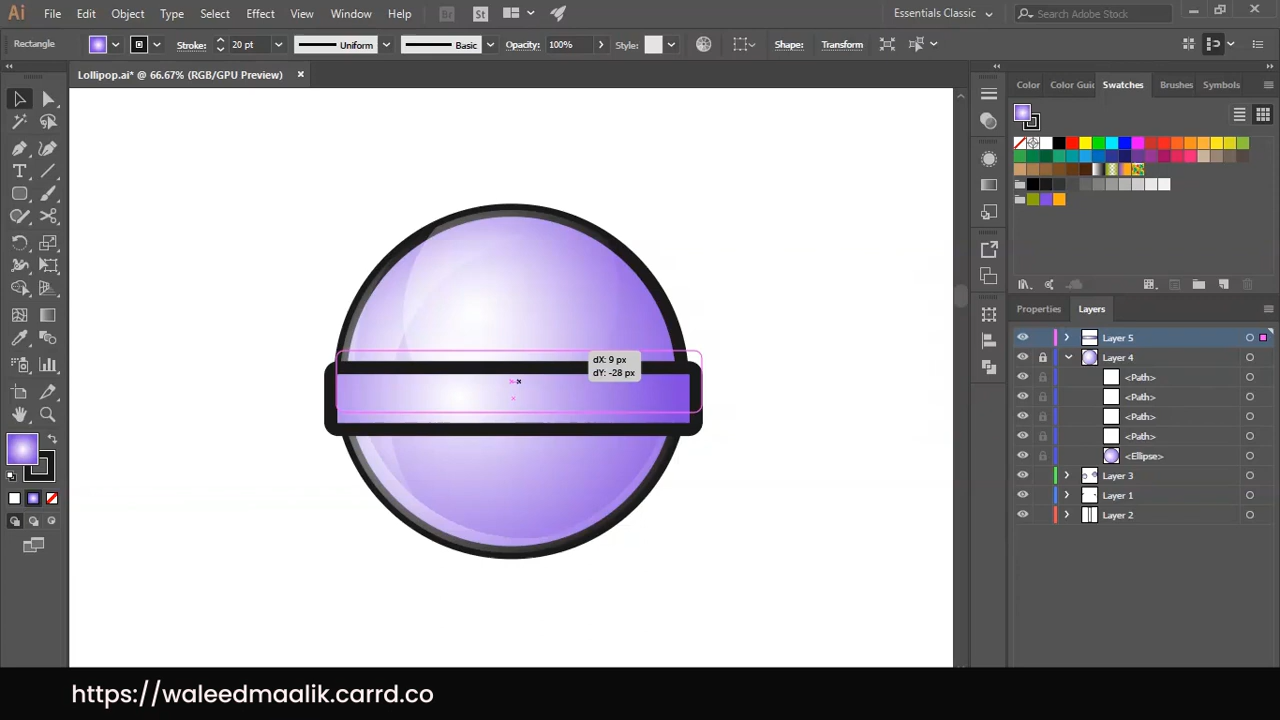 Ai File Edit Object Type Select Effect View Window Help Br St Essentials Classic Search Adobe Stock
Rectangle Stroke: 20 pt Uniform Basic Opacity: 100% Style: Shape: Transform
Lollipop.ai* @ 66.67% (RGB/GPU Preview)
Color Color Guid Swatches Brushes Symbols
Properties Layers
Layer 5
Layer 4
<Path>
<Path>
<Path>
<Path>
<Ellipse>
Layer 3
Layer 1
Layer 2
dX: 9 px
dY: -28 px
https://waleedmaalik.carrd.co